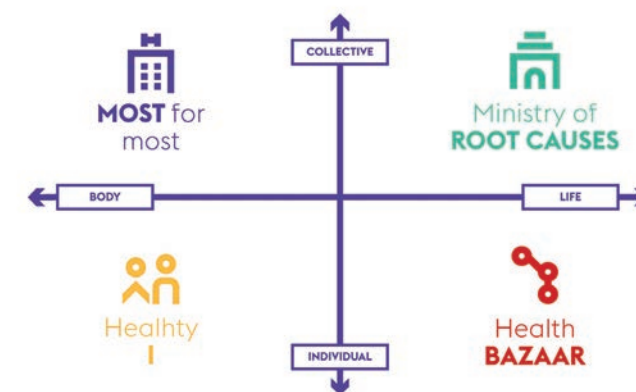 COLLECTIVE
MOST for
most
Ministry of
ROOT CAUSES
BODY
LIFE
Healhty
I
Health
BAZAAR
INDIVIDUAL